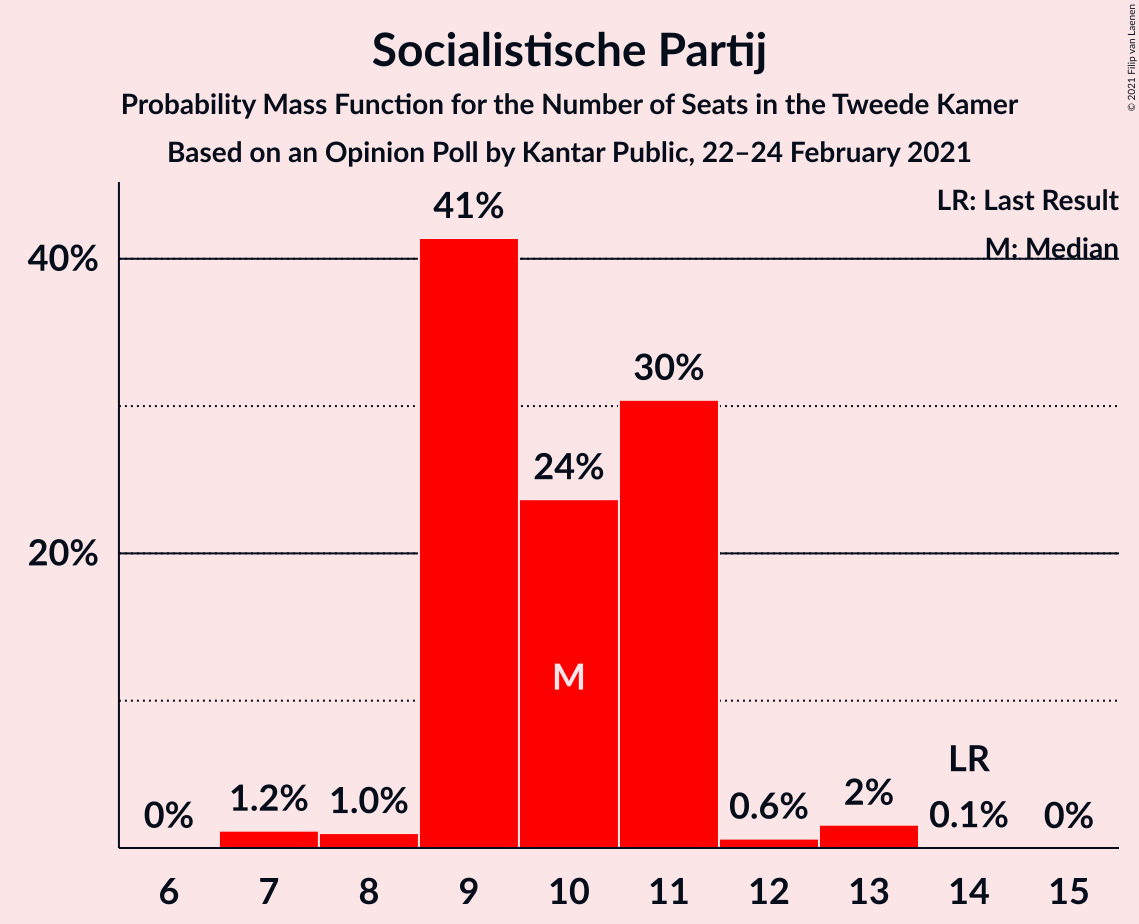 Socialistische Partij
Probability Mass Function for the Number of Seats in the Tweede Kamer
Based on an Opinion Poll by Kantar Public, 22–24 February 2021
© 2021 Filip van Laenen
LR: Last Result
M: Median
40%
20%
0%
1.2%
1.0%
41%
24%
M
30%
0.6%
2%
LR
0.1%
0%
6 7 8 9 10 11 12 13 14 15